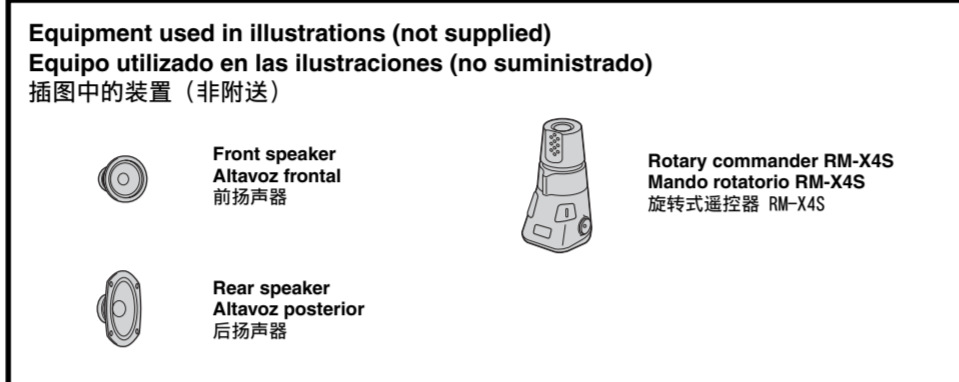 Equipment used in illustrations (not supplied)
Equipo utilizado en las ilustraciones (no suministrado)
插图中的装置（非附送）
Front speaker
Altavoz frontal
前扬声器
Rotary commander RM-X4S
Mando rotatorio RM-X4S
旋转式遥控器 RM-X4S
Rear speaker
Altavoz posterior
后扬声器